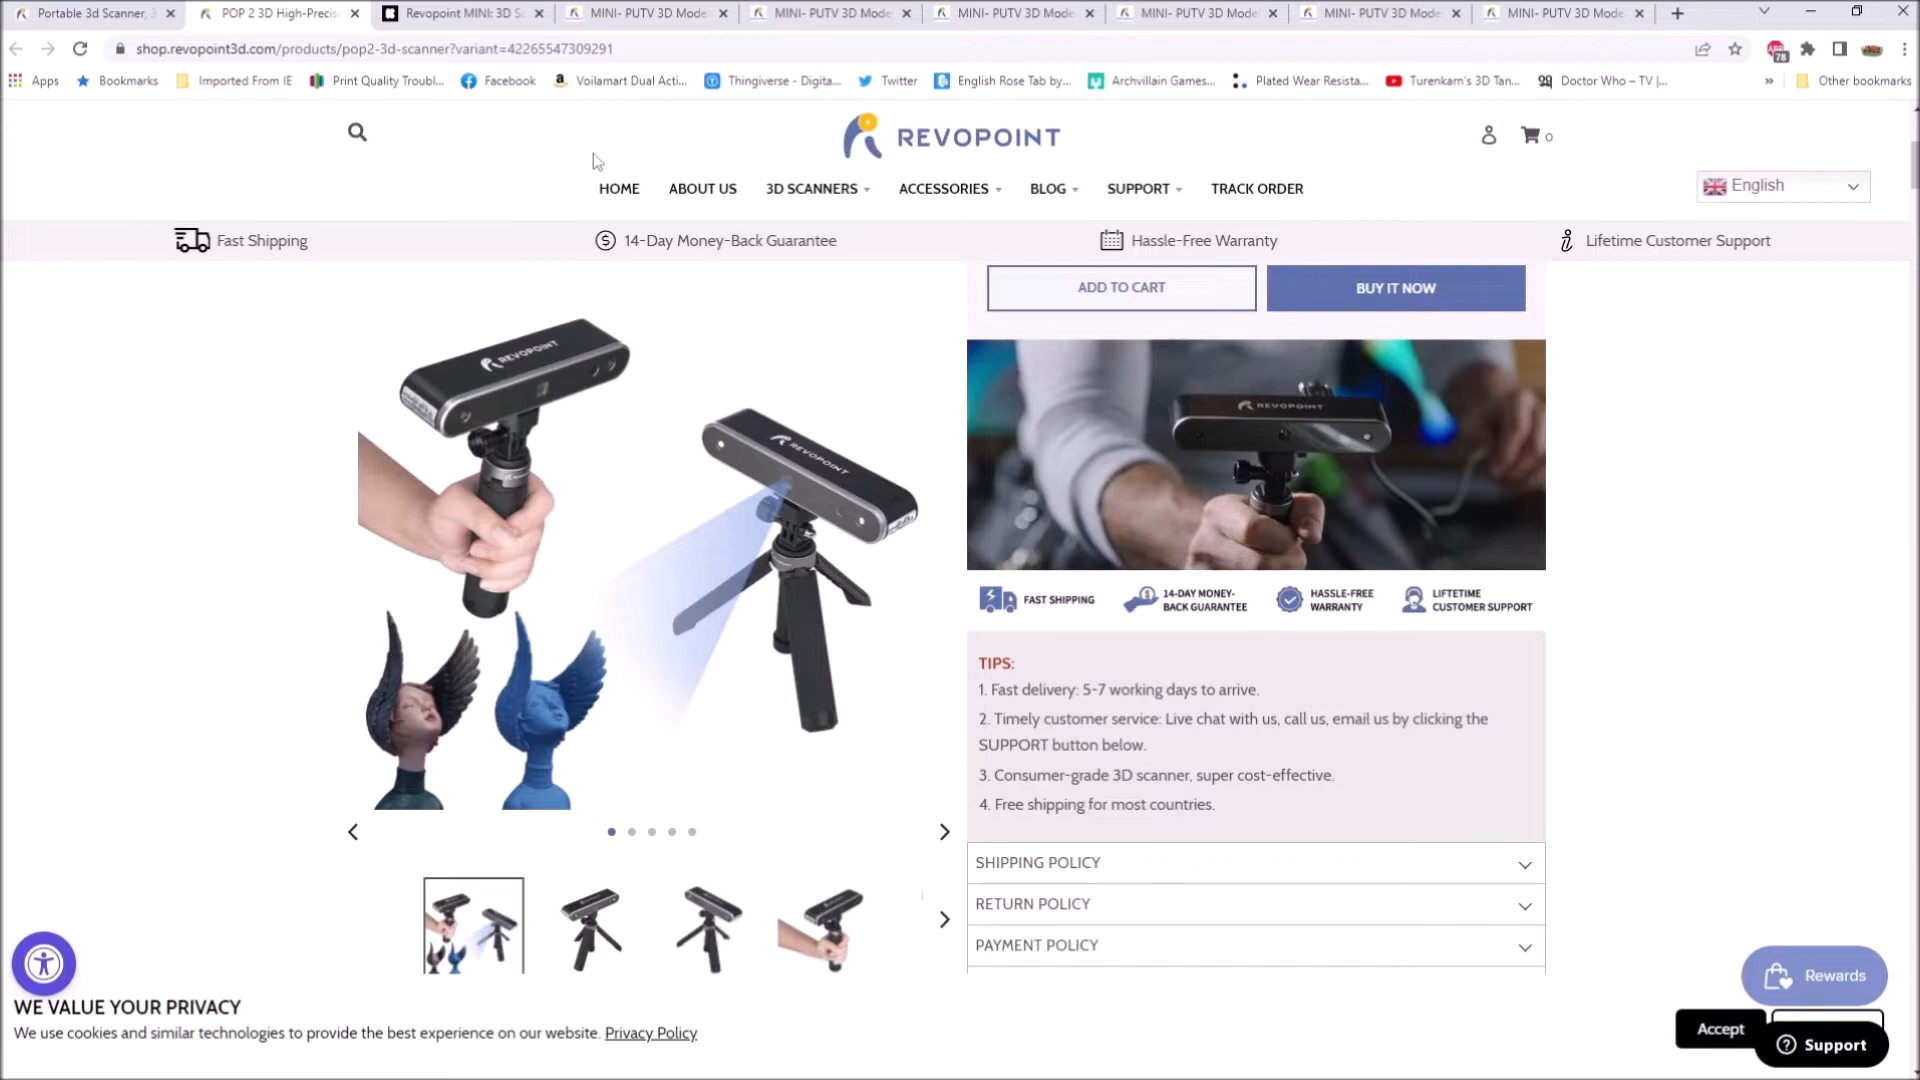 Portable 3d Scanner, 3
POP 2 3D High-Precis
Revopoint MINI: 3D S
MINI- PUTV 3D Mode
MINI- PUTV 3D Mode
MINI- PUTV 3D Mode
MINI- PUTV 3D Mode
MINI- PUTV 3D Mode
MINI- PUTV 3D Mode
shop.revopoint3d.com/products/pop2-3d-scanner?variant=42265547309291
78
Apps
Bookmarks
Imported From IE
Print Quality Troubl...
Facebook
Voilamart Dual Acti...
Thingiverse - Digita...
Twitter
English Rose Tab by...
Archvillain Games...
Plated Wear Resista...
Turenkarn's 3D Tan...
Doctor Who – TV |...
»
Other bookmarks
REVOPOINT
0
HOME
ABOUT US
3D SCANNERS
ACCESSORIES
BLOG
SUPPORT
TRACK ORDER
English
Fast Shipping
14-Day Money-Back Guarantee
Hassle-Free Warranty
Lifetime Customer Support
ADD TO CART
BUY IT NOW
REVOPOINT
REVOPOINT
REVOPOINT
FAST SHIPPING
14-DAY MONEY-
BACK GUARANTEE
HASSLE-FREE
WARRANTY
LIFTETIME
CUSTOMER SUPPORT
TIPS:
1. Fast delivery: 5-7 working days to arrive.
2. Timely customer service: Live chat with us, call us, email us by clicking the
SUPPORT button below.
3. Consumer-grade 3D scanner, super cost-effective.
4. Free shipping for most countries.
SHIPPING POLICY
RETURN POLICY
PAYMENT POLICY
Rewards
WE VALUE YOUR PRIVACY
We use cookies and similar technologies to provide the best experience on our website. Privacy Policy
Accept
Support